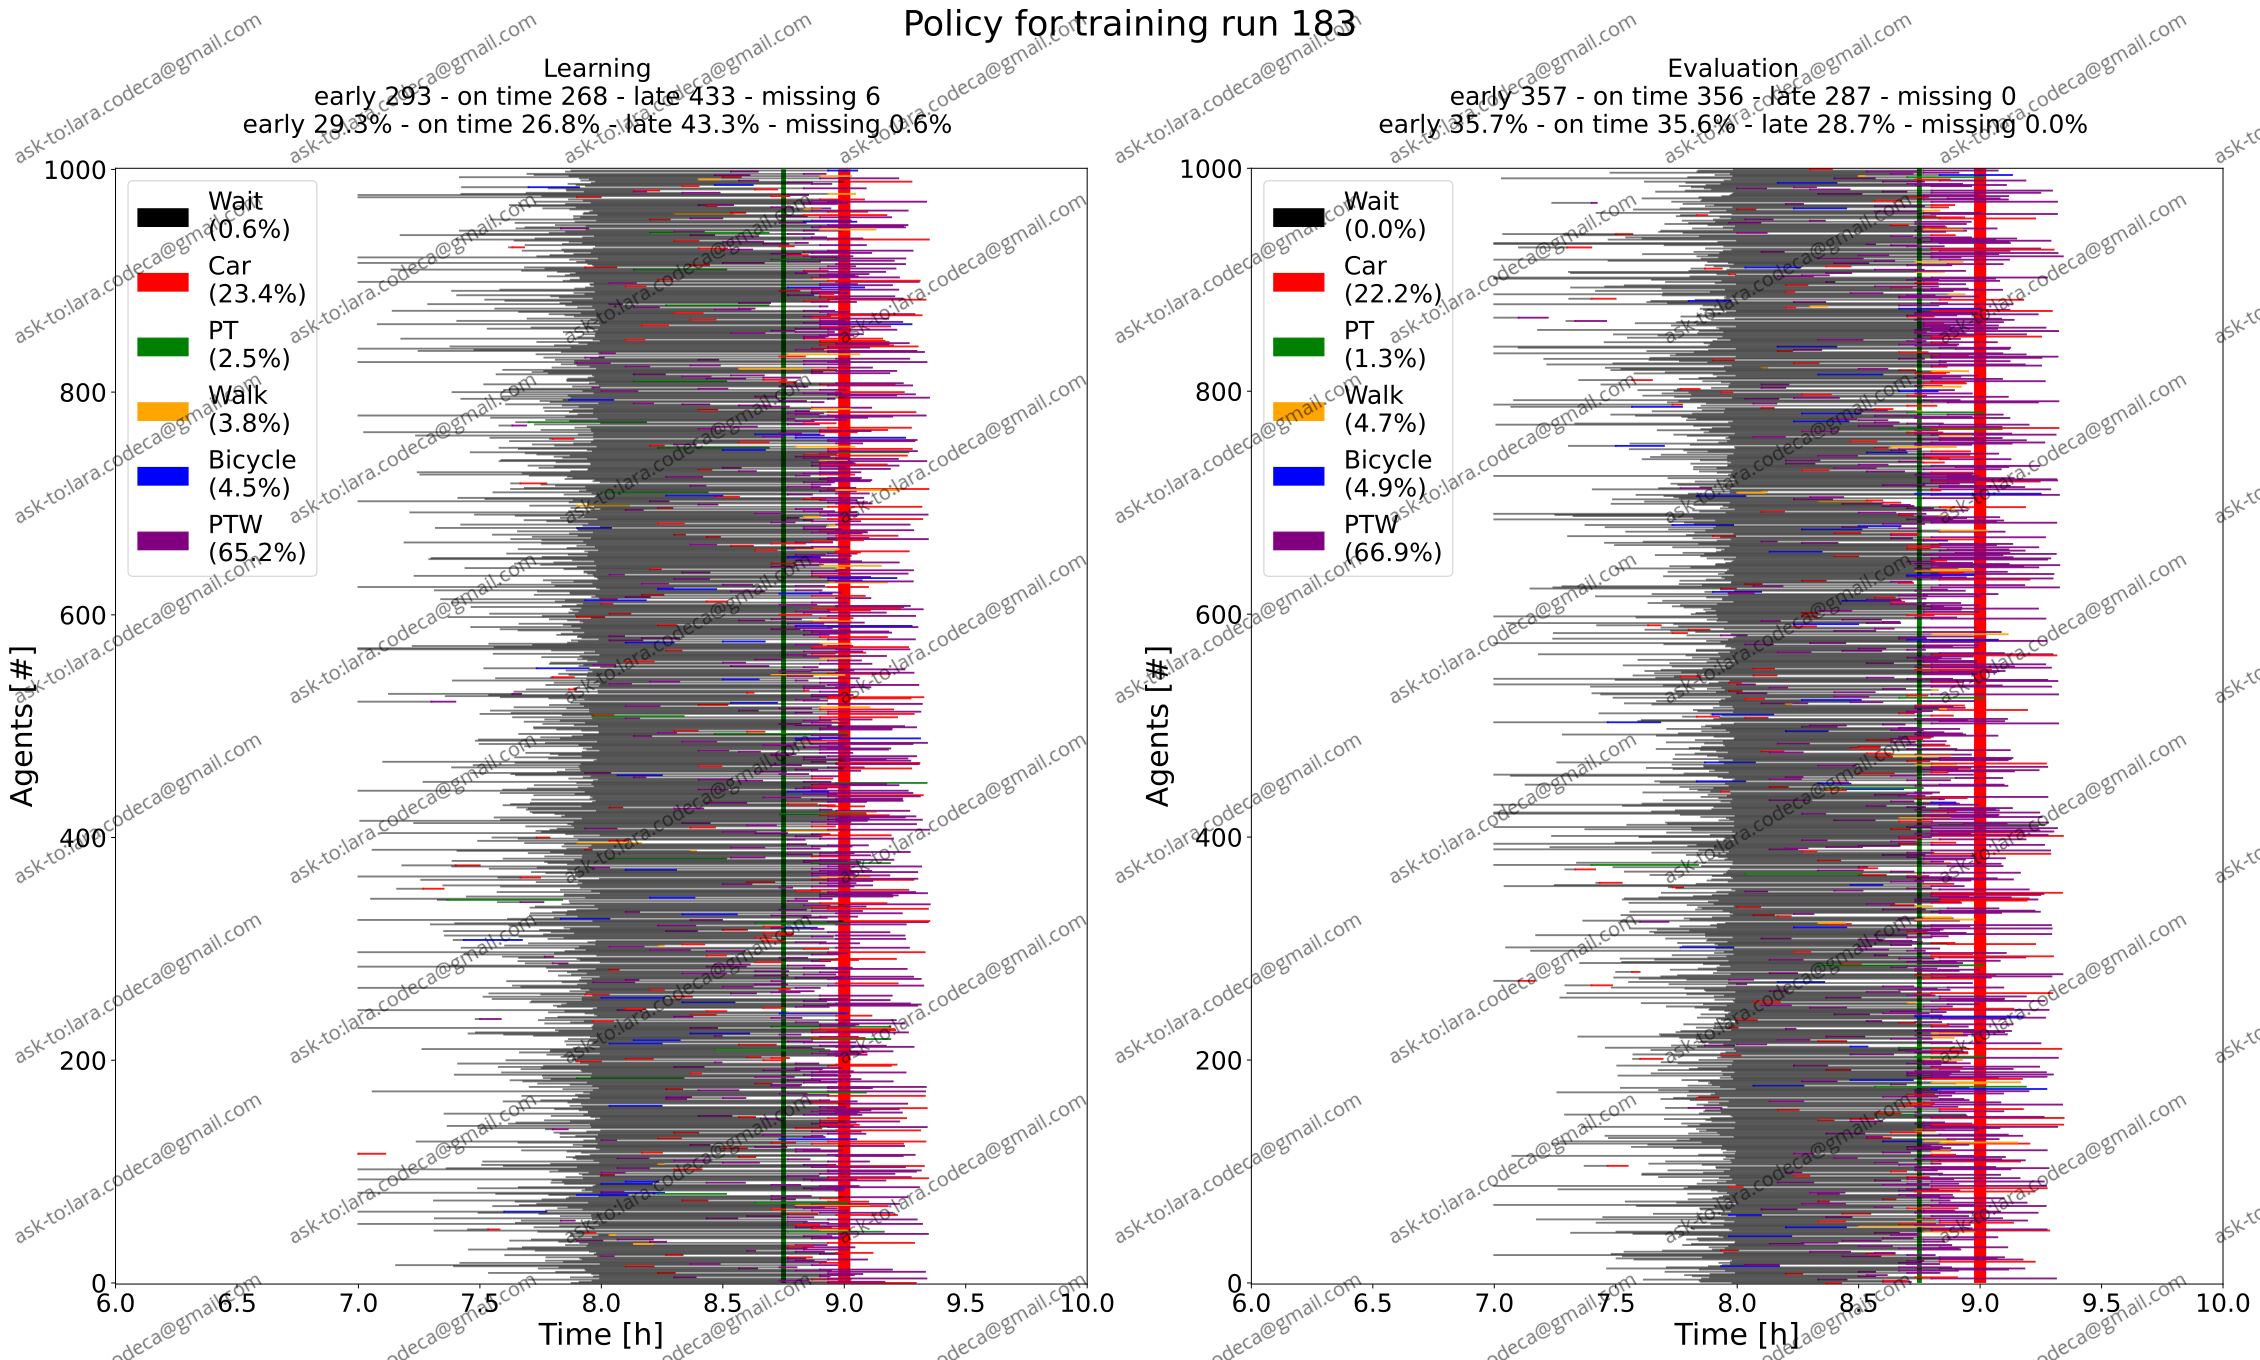 Policy for training run 183
Learning
early 293 - on time 268 - late 433 - missing 6
early 29.3% - on time 26.8% - late 43.3% - missing 0.6%
Evaluation
early 357 - on time 356 - late 287 - missing 0
early 35.7% - on time 35.6% - late 28.7% - missing 0.0%
Wait
(0.6%)
Car
(23.4%)
PT
(2.5%)
Walk
(3.8%)
Bicycle
(4.5%)
PTW
(65.2%)
Wait
(0.0%)
Car
(22.2%)
PT
(1.3%)
Walk
(4.7%)
Bicycle
(4.9%)
PTW
(66.9%)
1000
800
600
400
200
0
Agents [#]
6.0 6.5 7.0 7.5 8.0 8.5 9.0 9.5 10.0
Time [h]
1000
800
600
400
200
0
Agents [#]
6.0 6.5 7.0 7.5 8.0 8.5 9.0 9.5 10.0
Time [h]
ask-to:lara.codeca@gmail.com